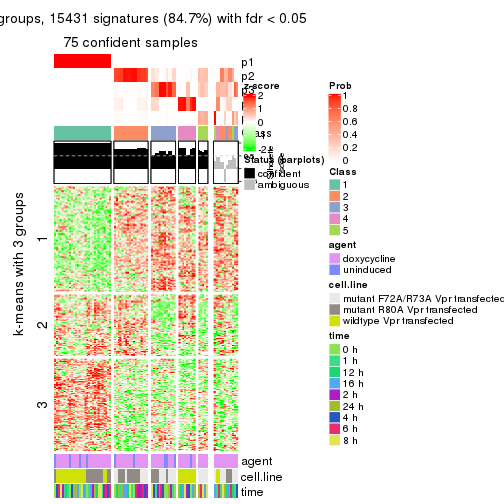 groups, 15431 signatures (84.7%) with fdr < 0.05
75 confident samples
p1
p2
p3
z-score
2
1
0
-2
Status (barplots)
confident
ambiguous
Prob
1
0.8
0.6
0.4
0.2
0
Class
1
2
3
4
5
agent
doxycycline
uninduced
cell.line
mutant F72A/R73A Vpr transfected
mutant R80A Vpr transfected
wildtype Vpr transfected
time
0 h
1 h
12 h
16 h
2 h
24 h
4 h
6 h
8 h
k-means with 3 groups
1
2
3
agent
cell.line
time